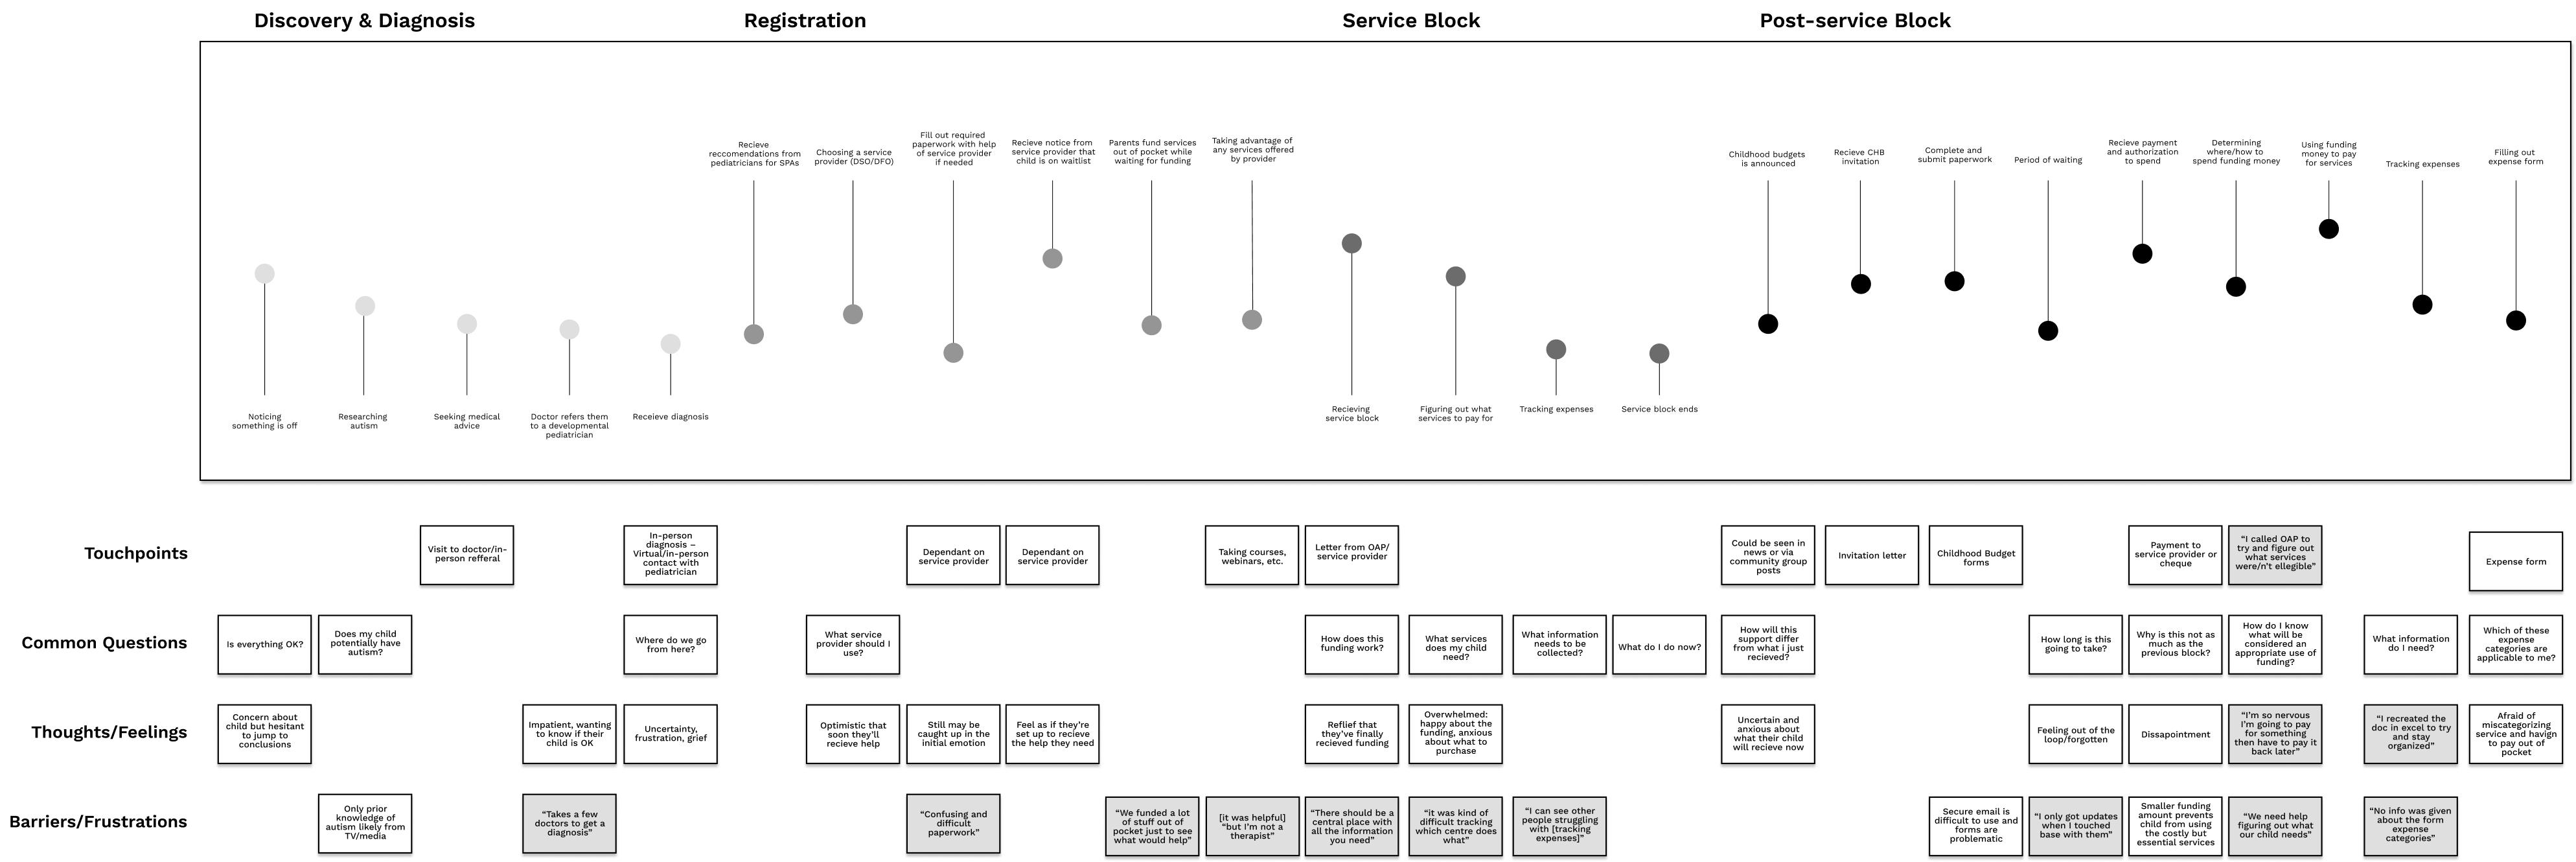 Discovery & Diagnosis
Registration
Service Block
Post-service Block
Recieve
reccomendations from
pediatricians for SPAs
Choosing a service
provider (DSO/DFO)
Fill out required
paperwork with help
of service provider
if needed
Recieve notice from
service provider that
child is on waitlist
Parents fund services
out of pocket while
waiting for funding
Taking advantage of
any services offered
by provider
Childhood budgets
is announced
Recieve CHB
invitation
Complete and
submit paperwork
Period of waiting
Recieve payment
and authorization
to spend
Determining
where/how to
spend funding money
Using funding
money to pay
for services
Tracking expenses
Filling out
expense form
Noticing
something is off
Researching
autism
Seeking medical
advice
Doctor refers them
to a developmental
pediatrician
Receieve diagnosis
Recieving
service block
Figuring out what
services to pay for
Tracking expenses
Service block ends
Touchpoints
Visit to doctor/in-
person refferal
In-person
diagnosis –
Virtual/in-person
contact with
pediatrician
Dependant on
service provider
Dependant on
service provider
Taking courses,
webinars, etc.
Letter from OAP/
service provider
Could be seen in
news or via
community group
posts
Invitation letter
Childhood Budget
forms
Payment to
service provider or
cheque
“I called OAP to
try and figure out
what services
were/n’t ellegible”
Expense form
Common Questions
Is everything OK?
Does my child
potentially have
autism?
Where do we go
from here?
What service
provider should I
use?
How does this
funding work?
What services
does my child
need?
What information
needs to be
collected?
What do I do now?
How will this
support differ
from what i just
recieved?
How long is this
going to take?
Why is this not as
much as the
previous block?
How do I know
what will be
considered an
appropriate use of
funding?
What information
do I need?
Which of these
expense
categories are
applicable to me?
Thoughts/Feelings
Concern about
child but hesitant
to jump to
conclusions
Impatient, wanting
to know if their
child is OK
Uncertainty,
frustration, grief
Optimistic that
soon they’ll
recieve help
Still may be
caught up in the
initial emotion
Feel as if they’re
set up to recieve
the help they need
Reflief that
they’ve finally
recieved funding
Overwhelmed:
happy about the
funding, anxious
about what to
purchase
Uncertain and
anxious about
what their child
will recieve now
Feeling out of the
loop/forgotten
Dissapointment
“I’m so nervous
I’m going to pay
for something
then have to pay it
back later”
“I recreated the
doc in excel to try
and stay
organized”
Afraid of
miscategorizing
service and havign
to pay out of
pocket
Barriers/Frustrations
Only prior
knowledge of
autism likely from
TV/media
“Takes a few
doctors to get a
diagnosis”
“Confusing and
difficult
paperwork”
“We funded a lot
of stuff out of
pocket just to see
what would help”
[it was helpful]
“but I’m not a
therapist”
“There should be a
central place with
all the information
you need”
“it was kind of
difficult tracking
which centre does
what”
“I can see other
people struggling
with [tracking
expenses]”
Secure email is
difficult to use and
forms are
problematic
“I only got updates
when I touched
base with them”
Smaller funding
amount prevents
child from using
the costly but
essential services
“We need help
figuring out what
our child needs”
“No info was given
about the form
expense
categories”